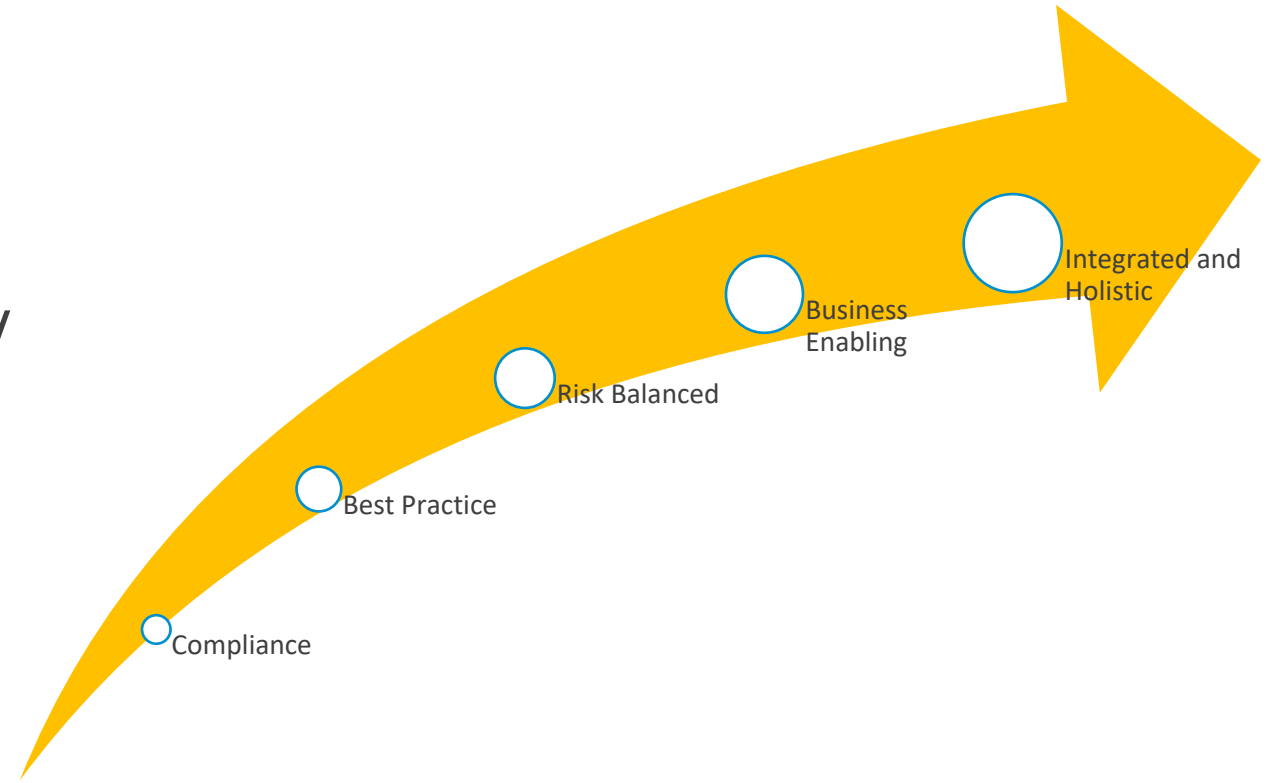 Integrated and
Holistic
Business
Enabling
Risk Balanced
Best Practice
Compliance